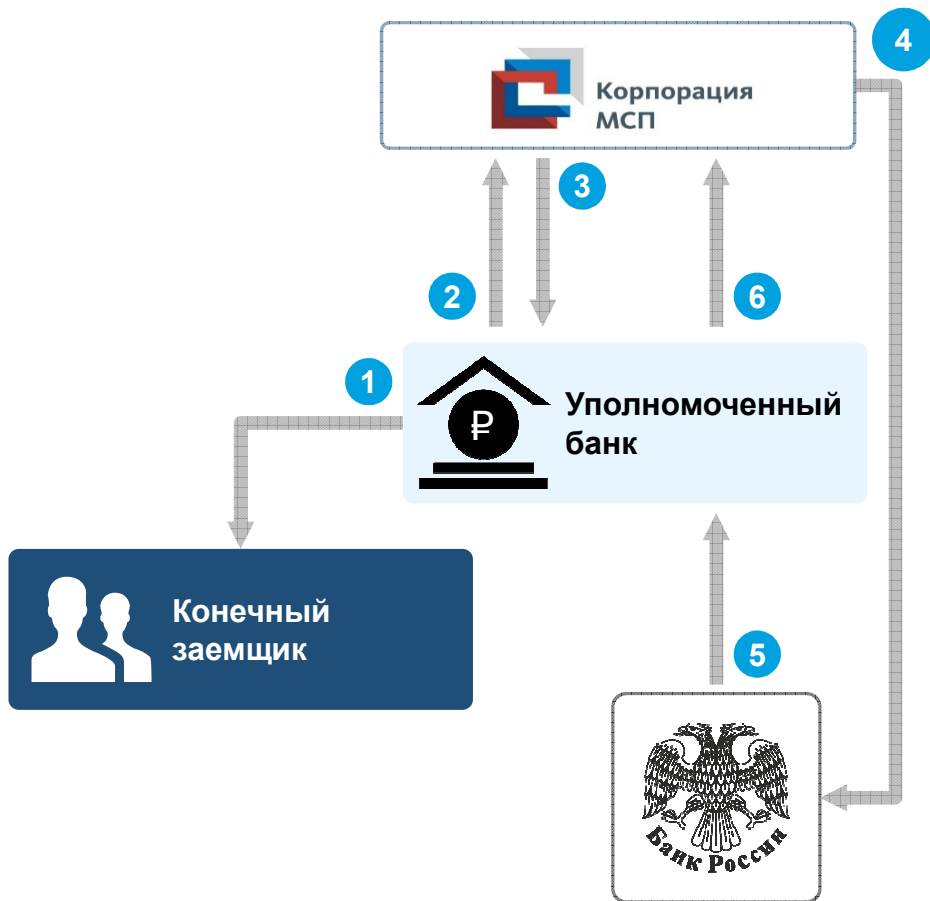 4
Корпорация
МСП
3
2
6
1
₽
Уполномоченный
банк
Конечный
заемщик
5
Банк России